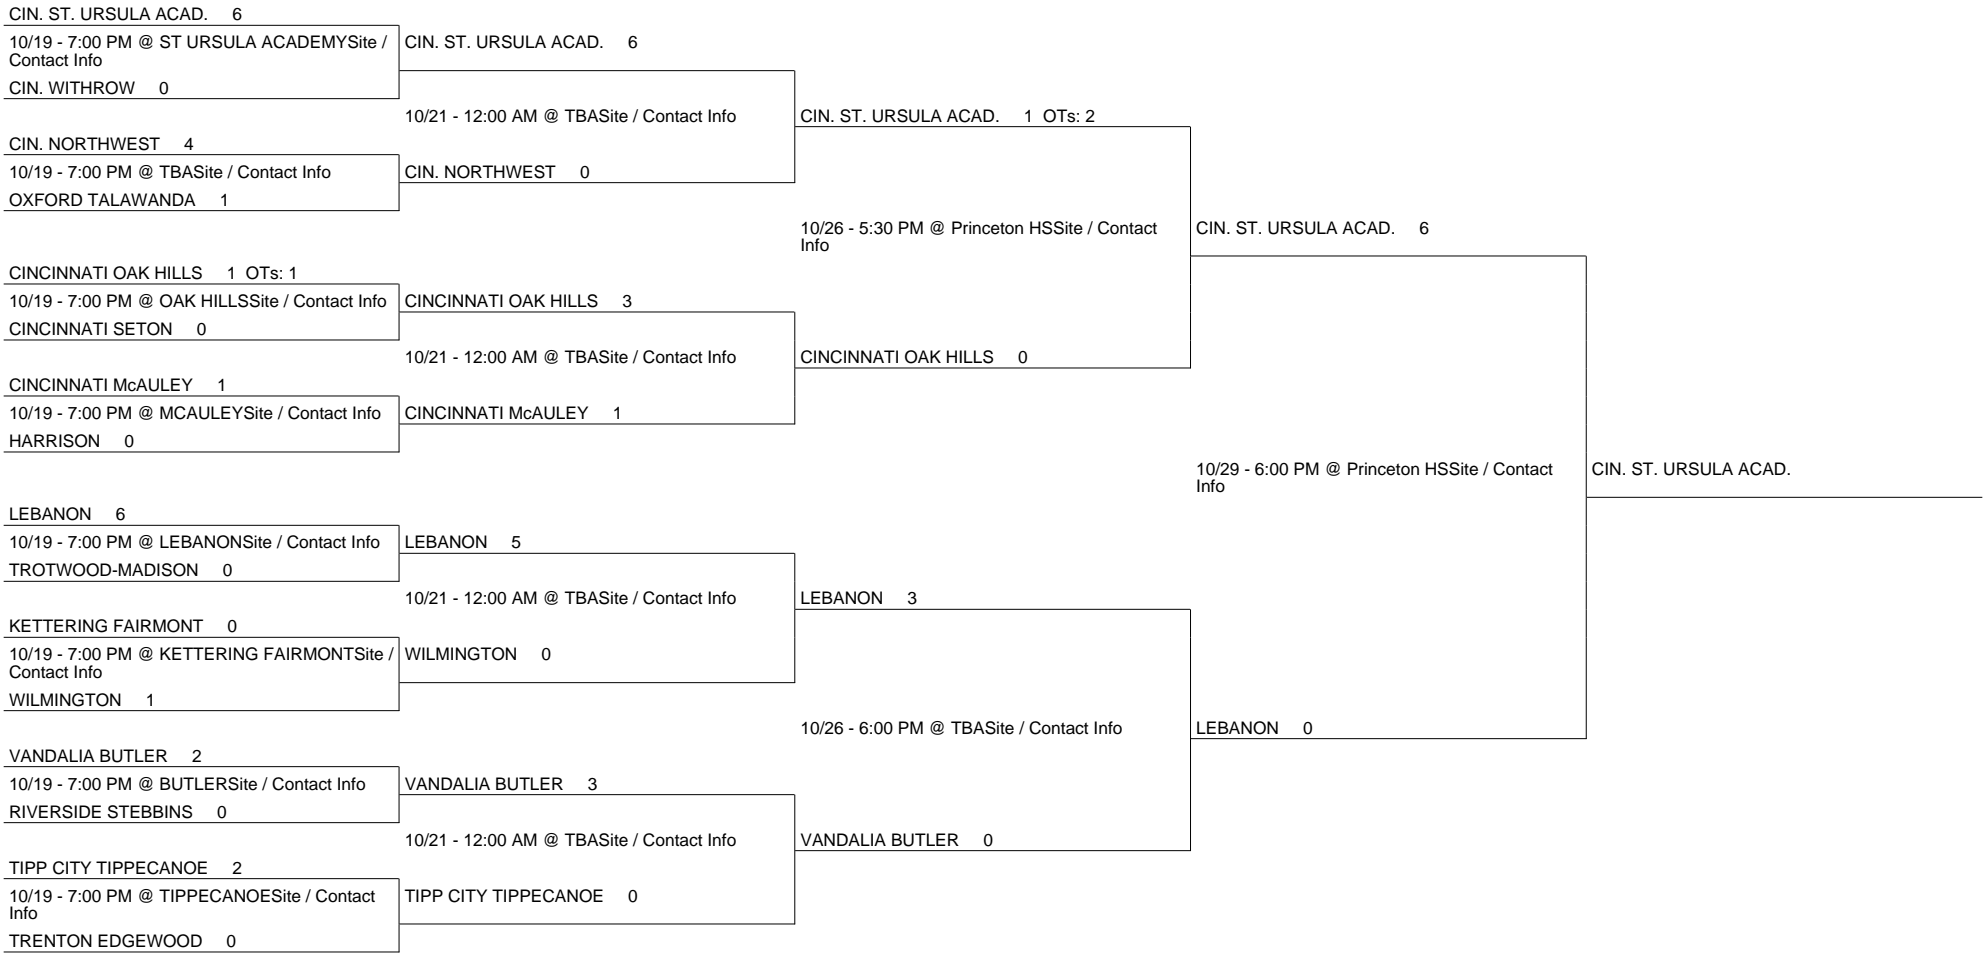 CIN. ST. URSULA ACAD. 6
10/19 - 7:00 PM @ ST URSULA ACADEMYSite /
Contact Info
CIN. WITHROW 0
CIN. NORTHWEST 4
10/19 - 7:00 PM @ TBASite / Contact Info
OXFORD TALAWANDA 1
CINCINNATI OAK HILLS 1 OTs: 1
10/19 - 7:00 PM @ OAK HILLSSite / Contact Info
CINCINNATI SETON 0
CINCINNATI McAULEY 1
10/19 - 7:00 PM @ MCAULEYSite / Contact Info
HARRISON 0
LEBANON 6
10/19 - 7:00 PM @ LEBANONSite / Contact Info
TROTWOOD-MADISON 0
KETTERING FAIRMONT 0
10/19 - 7:00 PM @ KETTERING FAIRMONTSite /
Contact Info
WILMINGTON 1
VANDALIA BUTLER 2
10/19 - 7:00 PM @ BUTLERSite / Contact Info
RIVERSIDE STEBBINS 0
TIPP CITY TIPPECANOE 2
10/19 - 7:00 PM @ TIPPECANOESite / Contact
Info
TRENTON EDGEWOOD 0
CIN. ST. URSULA ACAD. 6
10/21 - 12:00 AM @ TBASite / Contact Info
CIN. NORTHWEST 0
CINCINNATI OAK HILLS 3
10/21 - 12:00 AM @ TBASite / Contact Info
CINCINNATI McAULEY 1
LEBANON 5
10/21 - 12:00 AM @ TBASite / Contact Info
WILMINGTON 0
VANDALIA BUTLER 3
10/21 - 12:00 AM @ TBASite / Contact Info
TIPP CITY TIPPECANOE 0
CIN. ST. URSULA ACAD. 1 OTs: 2
10/26 - 5:30 PM @ Princeton HSSite / Contact
Info
CINCINNATI OAK HILLS 0
LEBANON 3
10/26 - 6:00 PM @ TBASite / Contact Info
VANDALIA BUTLER 0
CIN. ST. URSULA ACAD. 6
10/29 - 6:00 PM @ Princeton HSSite / Contact
Info
LEBANON 0
CIN. ST. URSULA ACAD.